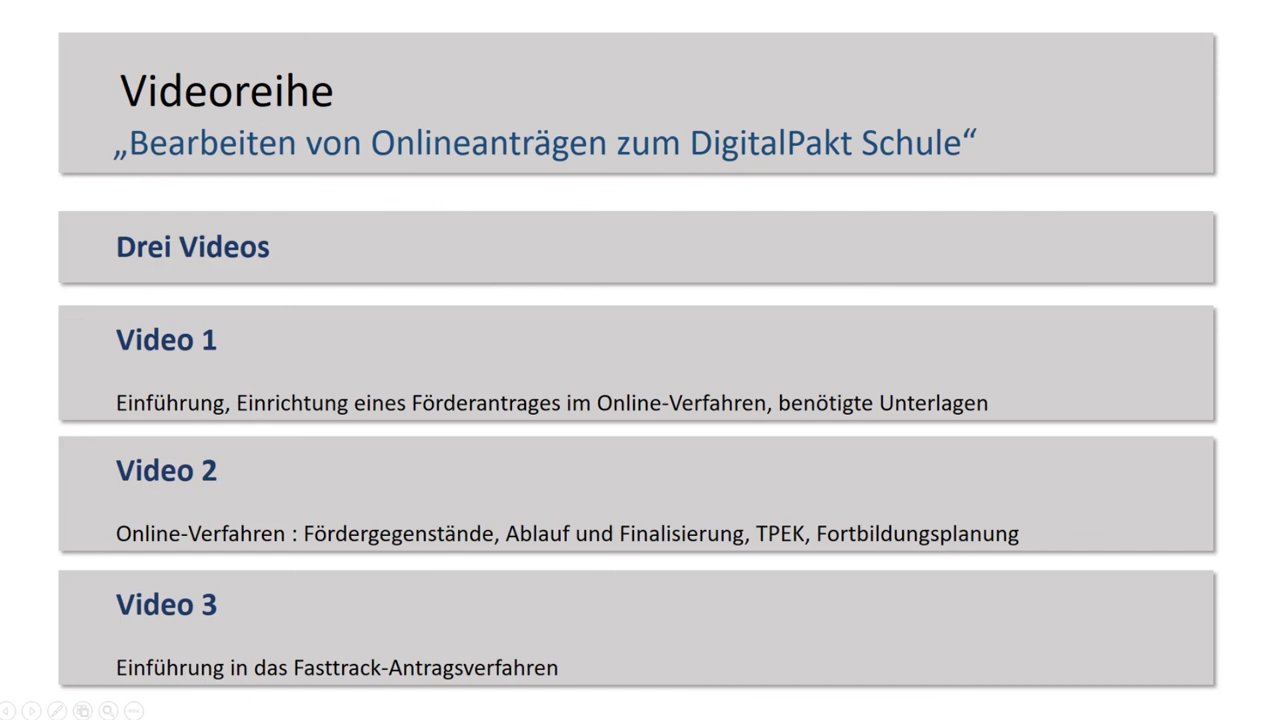 Videoreihe
„Bearbeiten von Onlineanträgen zum DigitalPakt Schule“
Drei Videos
Video 1
Einführung, Einrichtung eines Förderantrages im Online-Verfahren, benötigte Unterlagen
Video 2
Online-Verfahren : Fördergegenstände, Ablauf und Finalisierung, TPEK, Fortbildungsplanung
Video 3
Einführung in das Fasttrack-Antragsverfahren